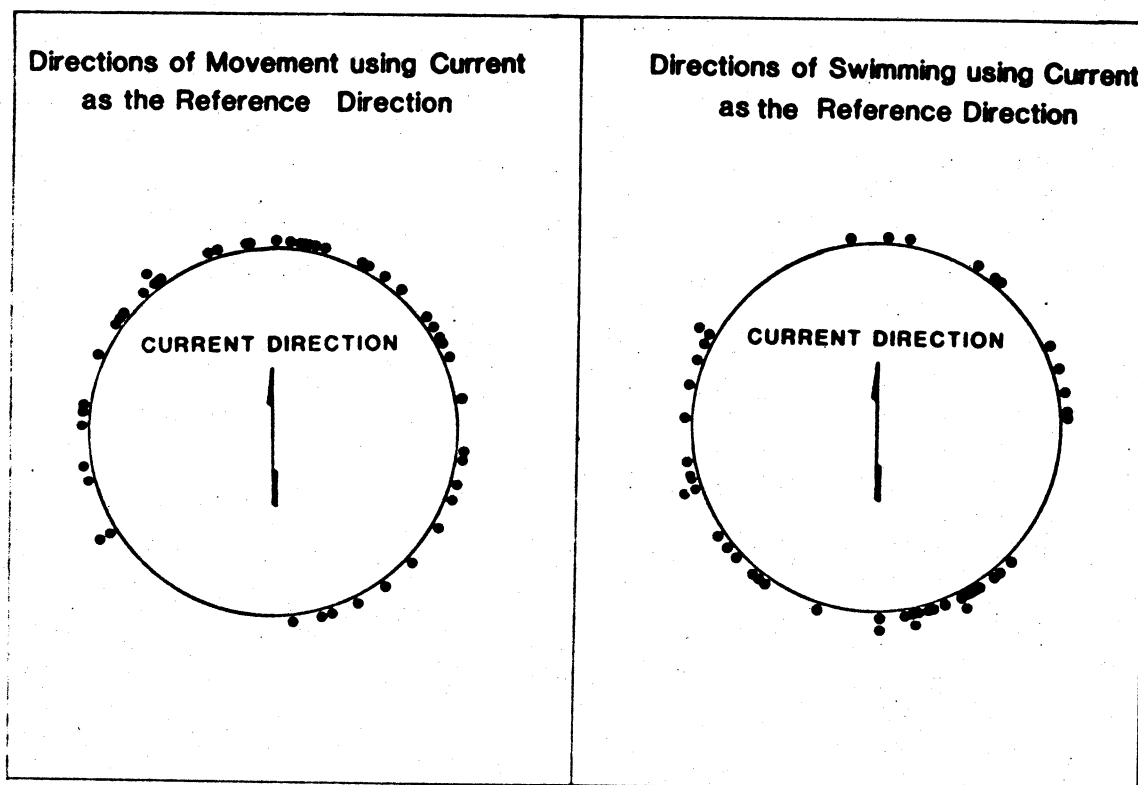 Directions of Movement using Current
as the Reference Direction
CURRENT DIRECTION
Directions of Swimming using Current
as the Reference Direction
CURRENT DIRECTION